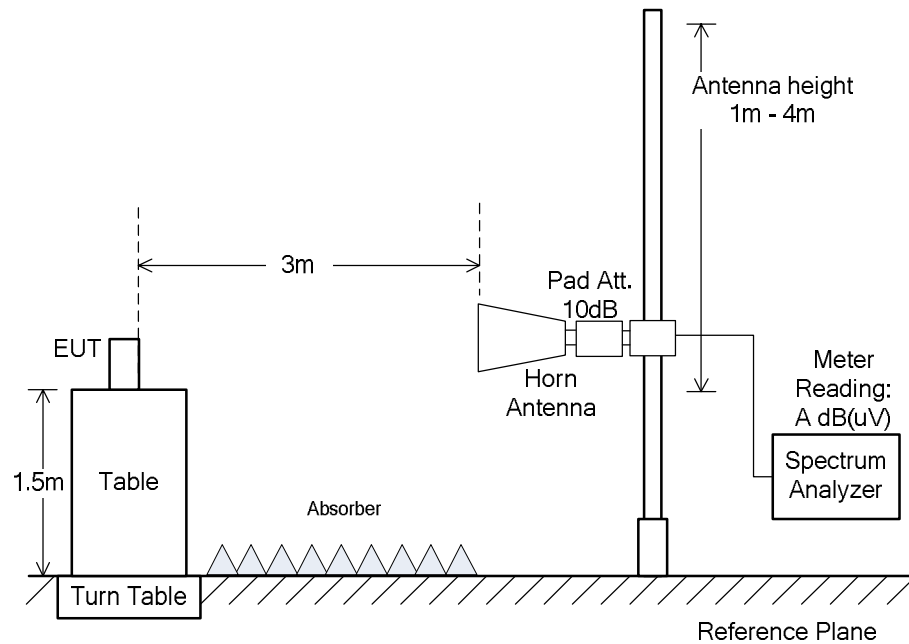 Antenna height
1m - 4m
3m
Pad Att.
10dB
EUT
Horn
Antenna
Meter
Reading:
A dB(uV)
1.5m
Table
Spectrum
Analyzer
Absorber
Turn Table
Reference Plane